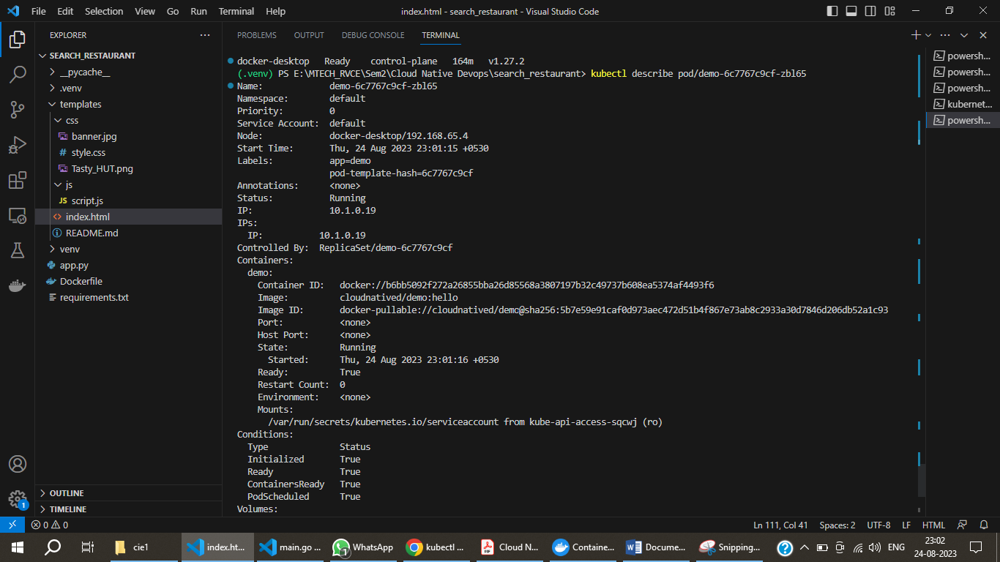 File Edit Selection View Go Run Terminal Help
index.html - search_restaurant - Visual Studio Code
EXPLORER
SEARCH_RESTAURANT
__pycache__
.venv
templates
css
banner.jpg
# style.css
Tasty_HUT.png
js
JS script.js
<> index.html
README.md
venv
app.py
Dockerfile
requirements.txt
OUTLINE
TIMELINE
1
PROBLEMS OUTPUT DEBUG CONSOLE TERMINAL
docker-desktop Ready control-plane 164m v1.27.2
(.venv) PS E:\MTECH_RVCE\Sem2\Cloud Native Devops\search_restaurant> kubectl describe pod/demo-6c7767c9cf-zbl65
Name: demo-6c7767c9cf-zbl65
Namespace: default
Priority: 0
Service Account: default
Node: docker-desktop/192.168.65.4
Start Time: Thu, 24 Aug 2023 23:01:15 +0530
Labels: app=demo
pod-template-hash=6c7767c9cf
Annotations: <none>
Status: Running
IP: 10.1.0.19
IPs:
IP: 10.1.0.19
Controlled By: ReplicaSet/demo-6c7767c9cf
Containers:
demo:
Container ID: docker://b6bb5092f272a26855bba26d85568a3807197b32c49737b608ea5374af4493f6
Image: cloudnatived/demo:hello
Image ID: docker-pullable://cloudnatived/demo@sha256:5b7e59e91caf0d973aec472d51b4f867e73ab8c2933a30d7846d206db52a1c93
Port: <none>
Host Port: <none>
State: Running
Started: Thu, 24 Aug 2023 23:01:16 +0530
Ready: True
Restart Count: 0
Environment: <none>
Mounts:
/var/run/secrets/kubernetes.io/serviceaccount from kube-api-access-sqcwj (ro)
Conditions:
Type Status
Initialized True
Ready True
ContainersReady True
PodScheduled True
Volumes:
powersh...
powersh...
powersh...
kubernet...
powersh...
0 0
Ln 111, Col 41 Spaces: 2 UTF-8 LF HTML
cie1
index.ht...
main.go ...
1 WhatsApp
kubectl ...
Cloud N...
Containe...
Docume...
Snipping...
ENG
23:02
24-08-2023